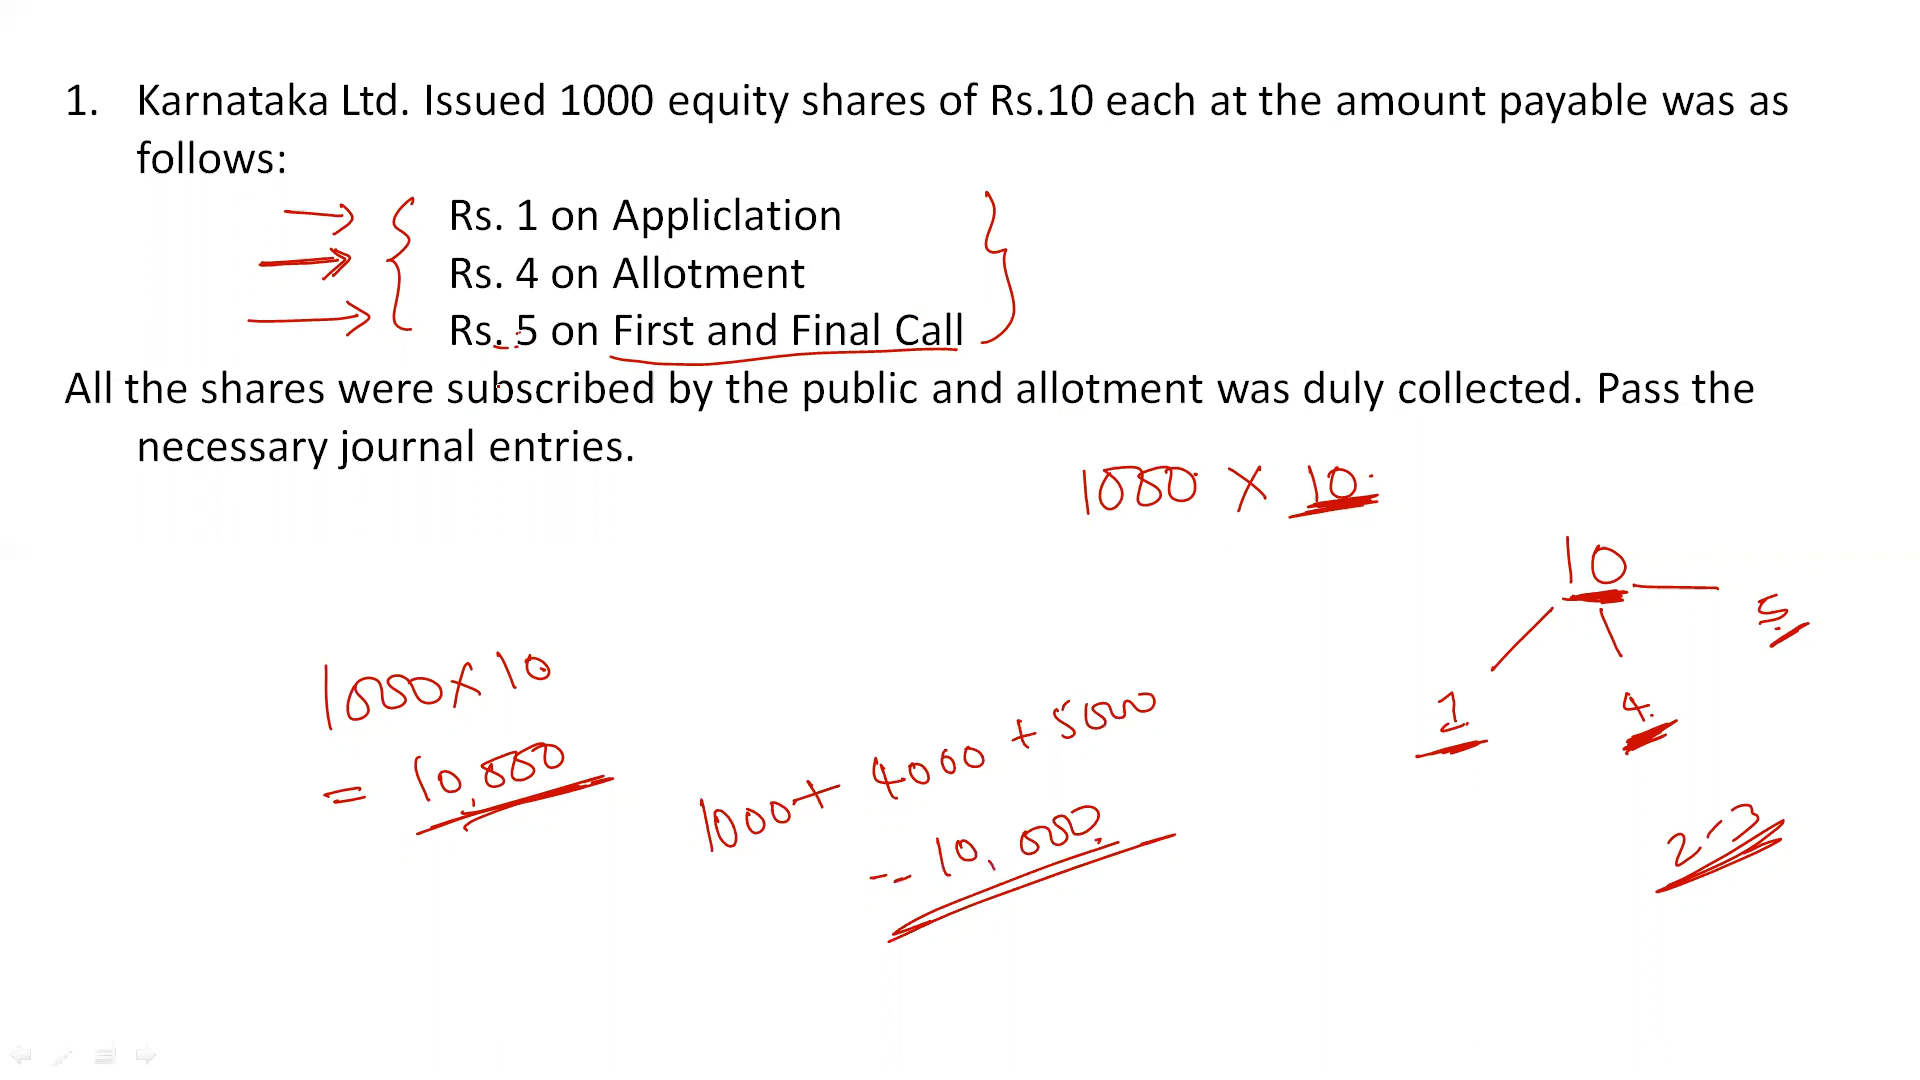 1. Karnataka Ltd. Issued 1000 equity shares of Rs.10 each at the amount payable was as
follows:
Rs. 1 on Appliclation
Rs. 4 on Allotment
Rs. 5 on First and Final Call
All the shares were subscribed by the public and allotment was duly collected. Pass the
necessary journal entries.
1000 X 10
10
5
1
4
1000 x 10
= 10,000
1000 + 4000 + 5000
= 10,000
2-3